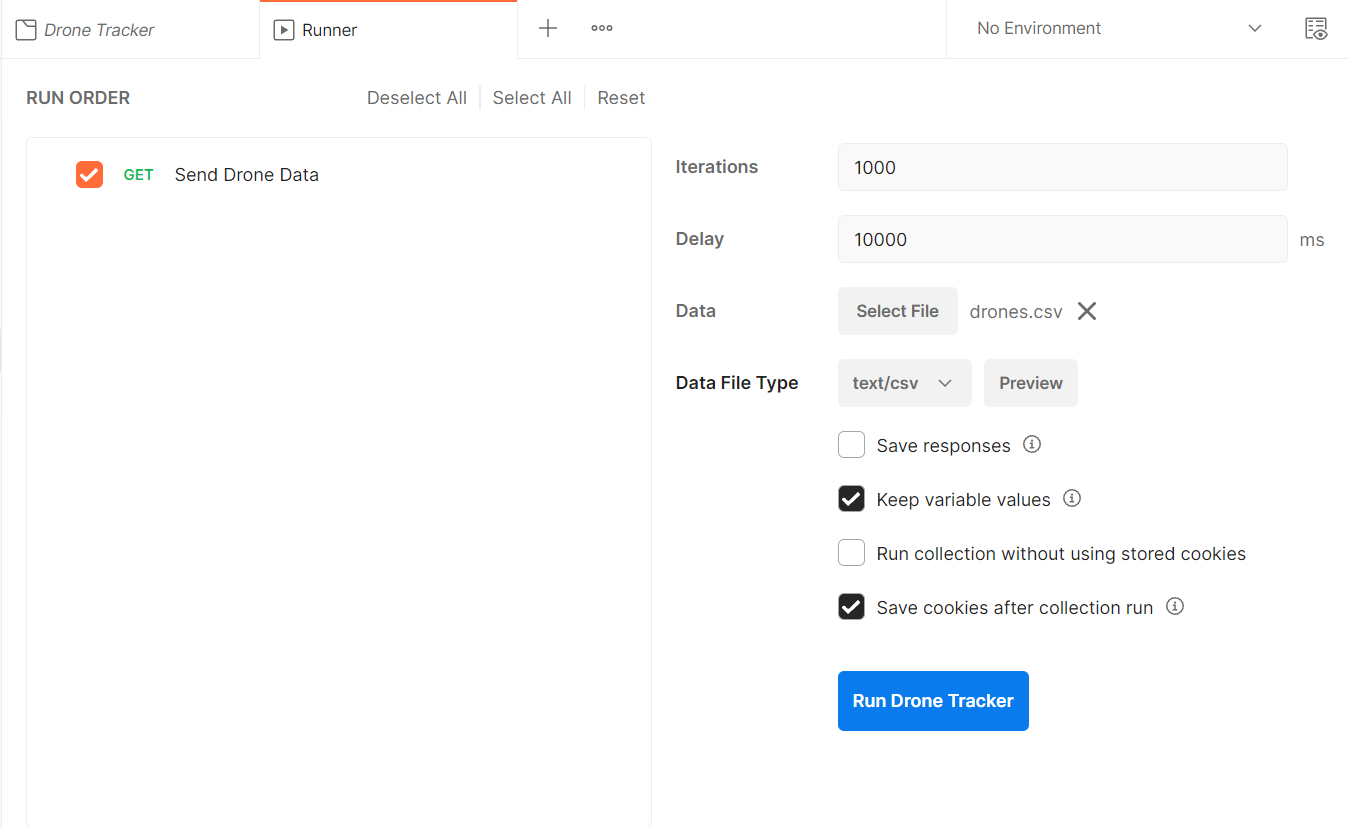 Drone Tracker
Runner
No Environment
RUN ORDER
Deselect All
Select All
Reset
GET Send Drone Data
Iterations 1000
Delay 10000 ms
Data Select File drones.csv
Data File Type text/csv Preview
Save responses
Keep variable values
Run collection without using stored cookies
Save cookies after collection run
Run Drone Tracker